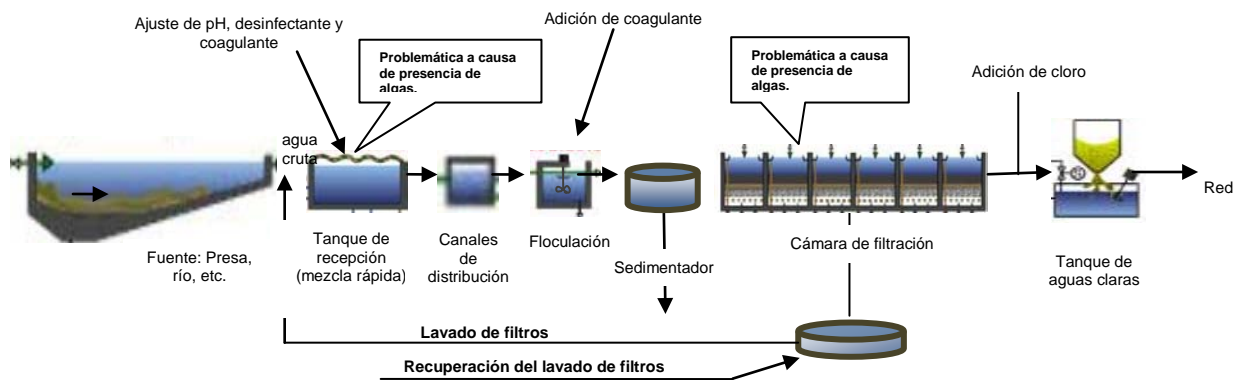 Ajuste de pH, desinfectante y
coagulante
Problemática a causa
de presencia de
algas.
Adición de coagulante
Problemática a causa
de presencia de
algas.
Adición de cloro
agua
cruta
Fuente: Presa,
río, etc.
Tanque de
recepción
(mezcla rápida)
Canales
de
distribución
Floculación
Sedimentador
Cámara de filtración
Tanque de
aguas claras
Red
Lavado de filtros
Recuperación del lavado de filtros